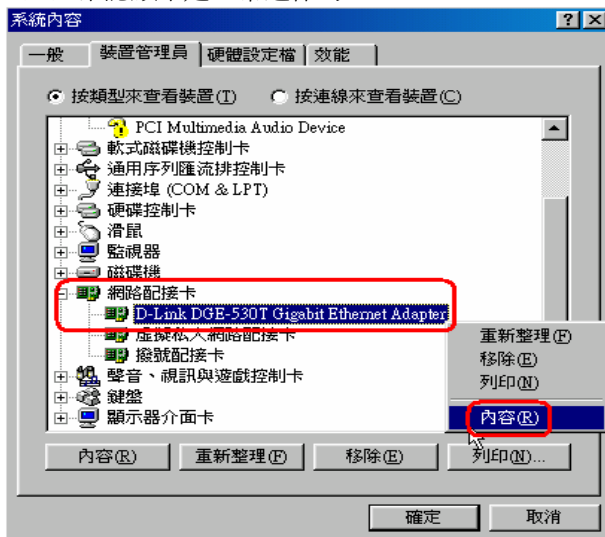 系統內容
一般 裝置管理員 硬體設定檔 效能
按類型來查看裝置(T) 按連線來查看裝置(C)
PCI Multimedia Audio Device
軟式磁碟機控制卡
通用序列匯流排控制卡
連接埠 (COM & LPT)
硬碟控制卡
滑鼠
監視器
磁碟機
網路配接卡
D-Link DGE-530T Gigabit Ethernet Adapter
虛擬私人網路配接卡
撥號配接卡
聲音、視訊與遊戲控制卡
鍵盤
顯示器介面卡
重新整理(F)
移除(E)
列印(N)
內容(R)
內容(R) 重新整理(F) 移除(E) 列印(N)...
確定 取消